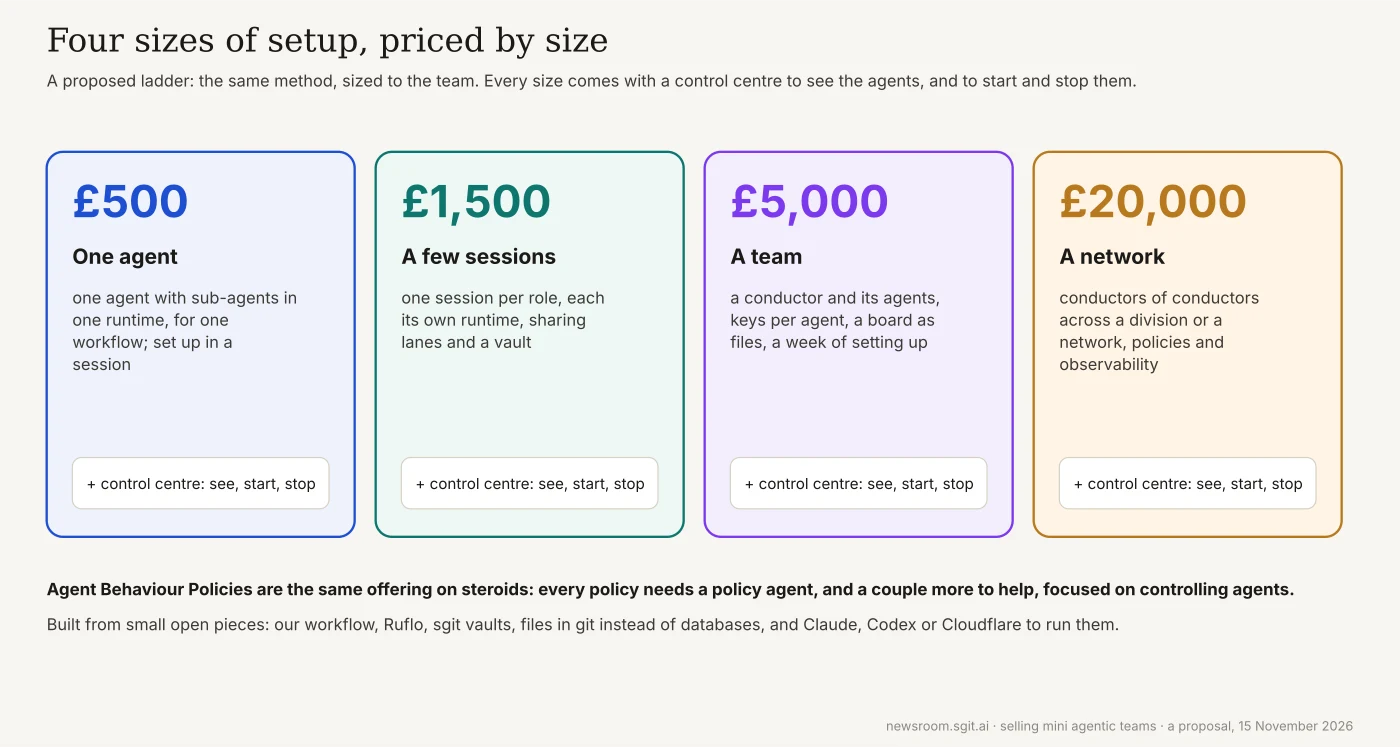 Four sizes of setup, priced by size
A proposed ladder: the same method, sized to the team. Every size comes with a control centre to see the agents, and to start and stop them.
£500
One agent
one agent with sub-agents in
one runtime, for one
workflow; set up in a
session
+ control centre: see, start, stop
£1,500
A few sessions
one session per role, each
its own runtime, sharing
lanes and a vault
+ control centre: see, start, stop
£5,000
A team
a conductor and its agents,
keys per agent, a board as
files, a week of setting up
+ control centre: see, start, stop
£20,000
A network
conductors of conductors
across a division or a
network, policies and
observability
+ control centre: see, start, stop
Agent Behaviour Policies are the same offering on steroids: every policy needs a policy agent, and a couple more to help, focused on controlling agents.
Built from small open pieces: our workflow, Ruflo, sgit vaults, files in git instead of databases, and Claude, Codex or Cloudflare to run them.
newsroom.sgit.ai · selling mini agentic teams · a proposal, 15 November 2026